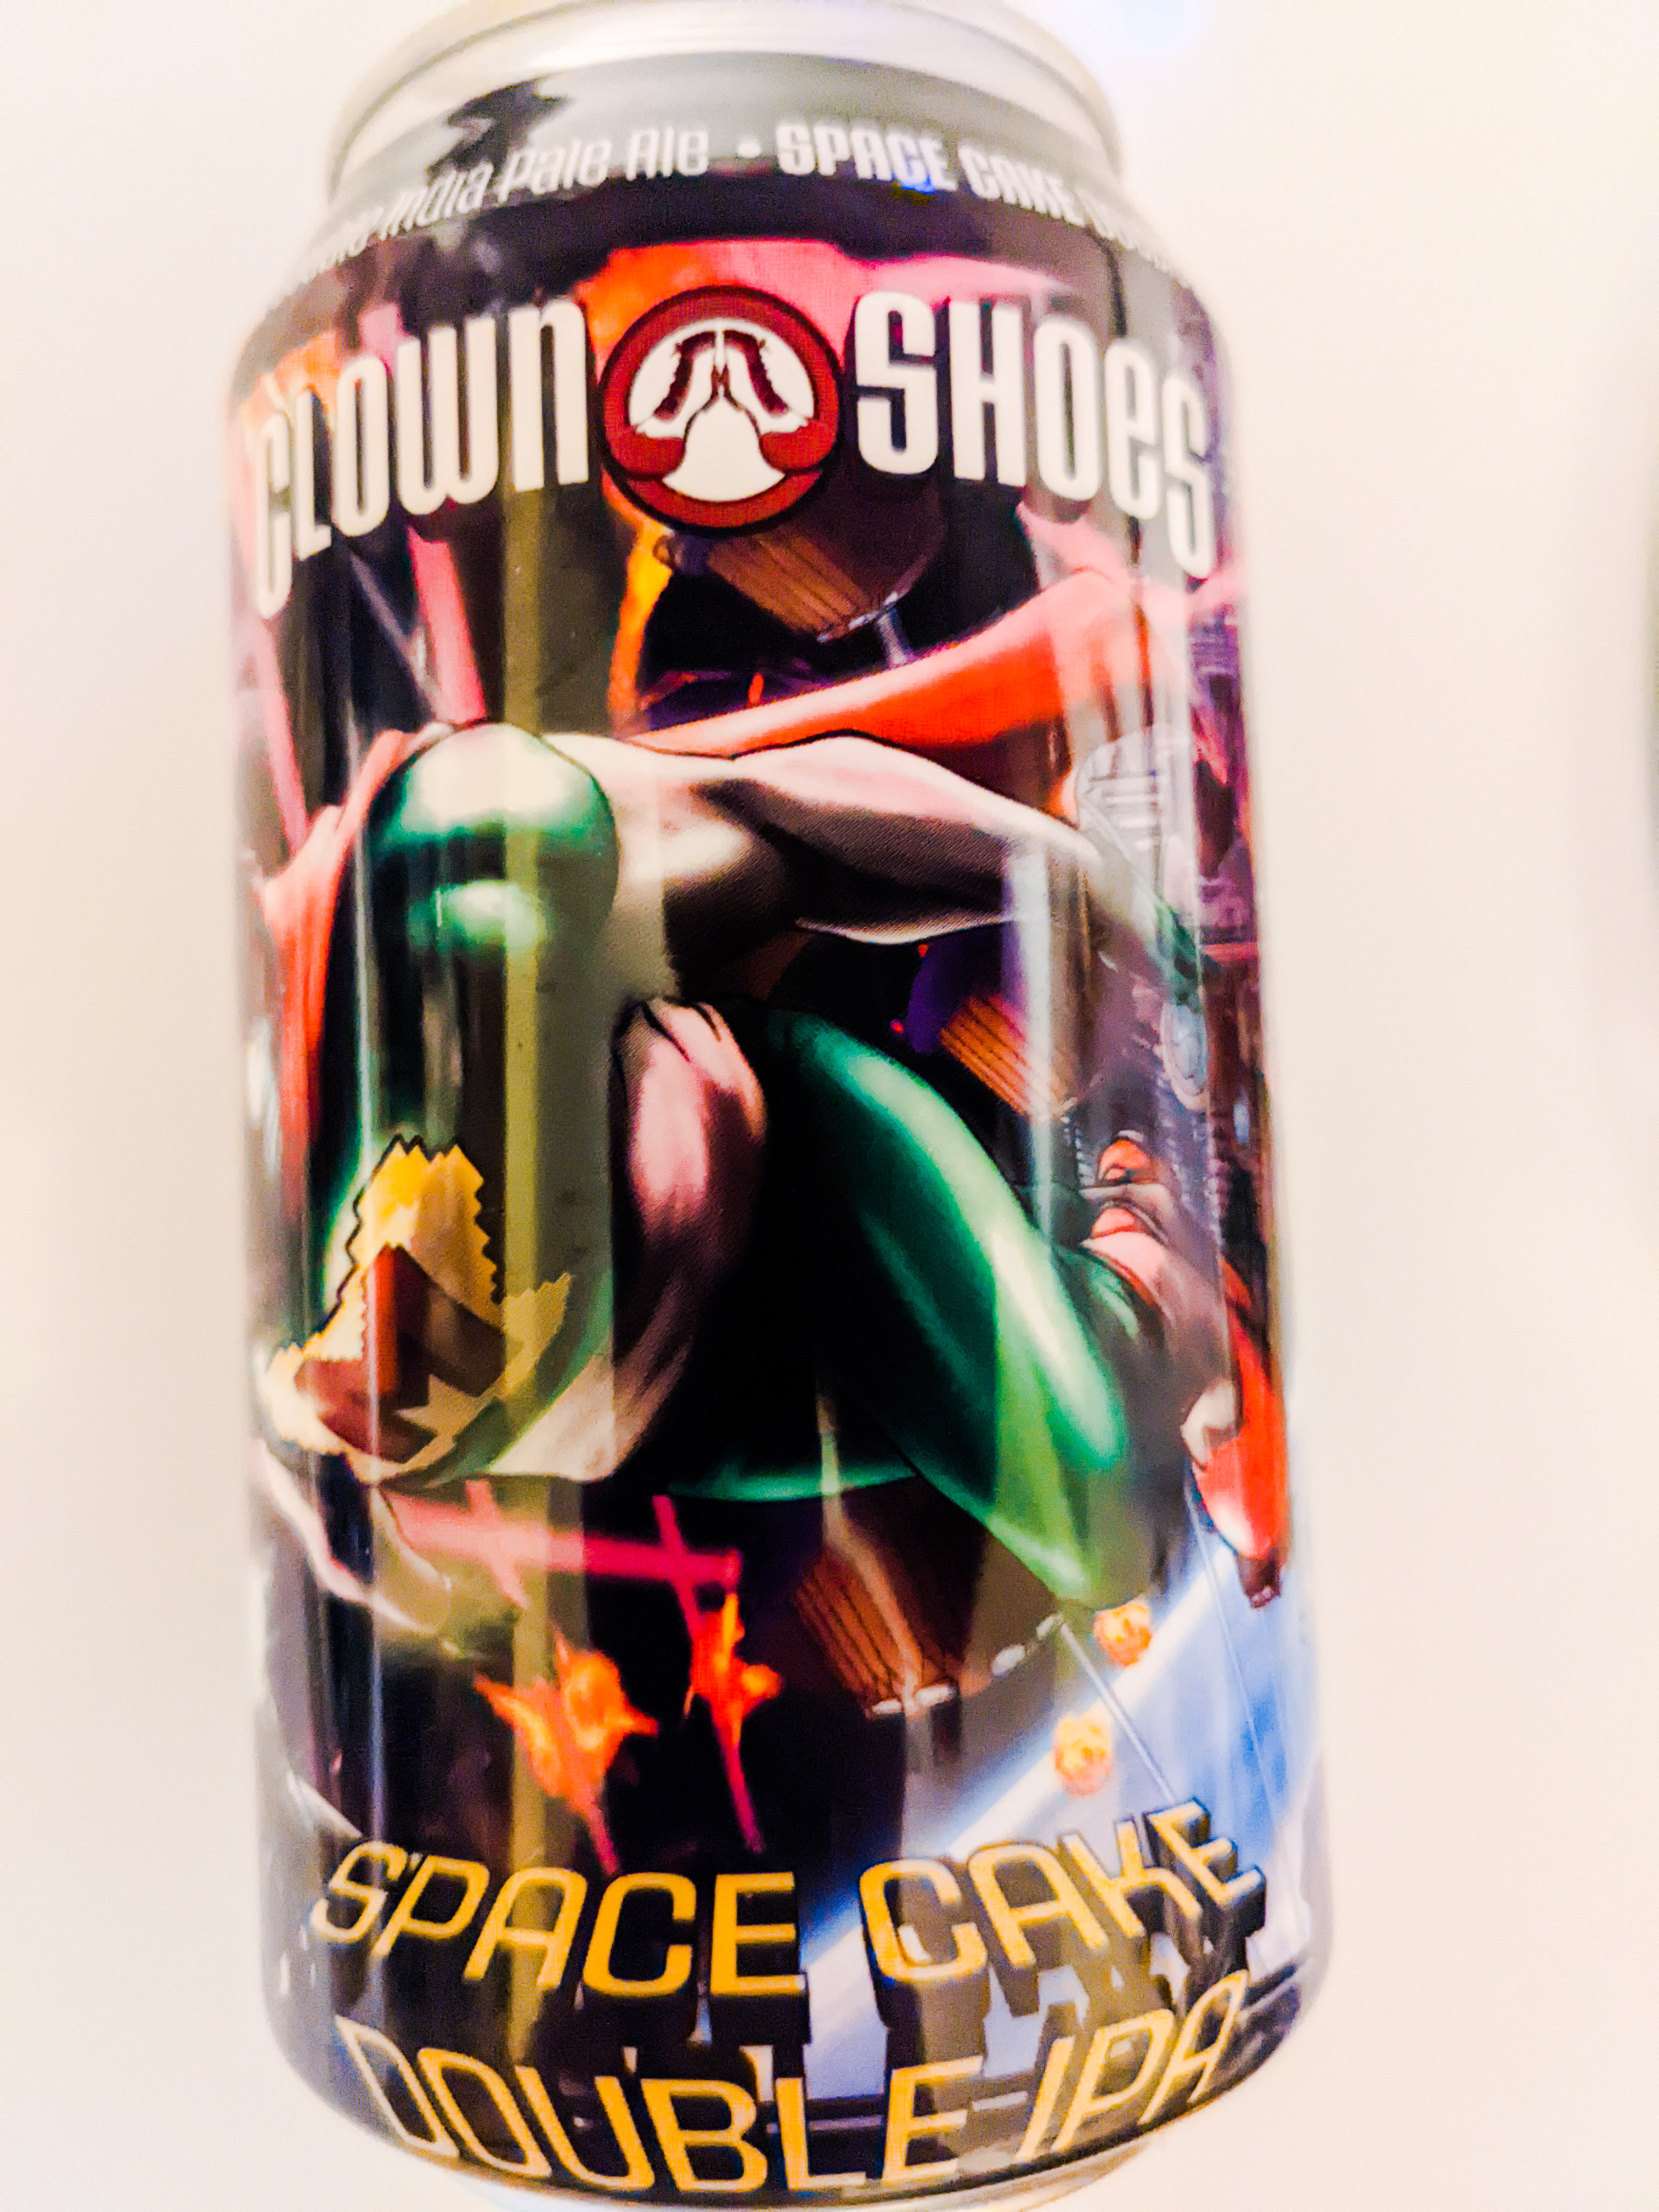 India Pale Ale • SPACE CAKE
CLOWN SHOES
SPACE CAKE
DOUBLE IPA